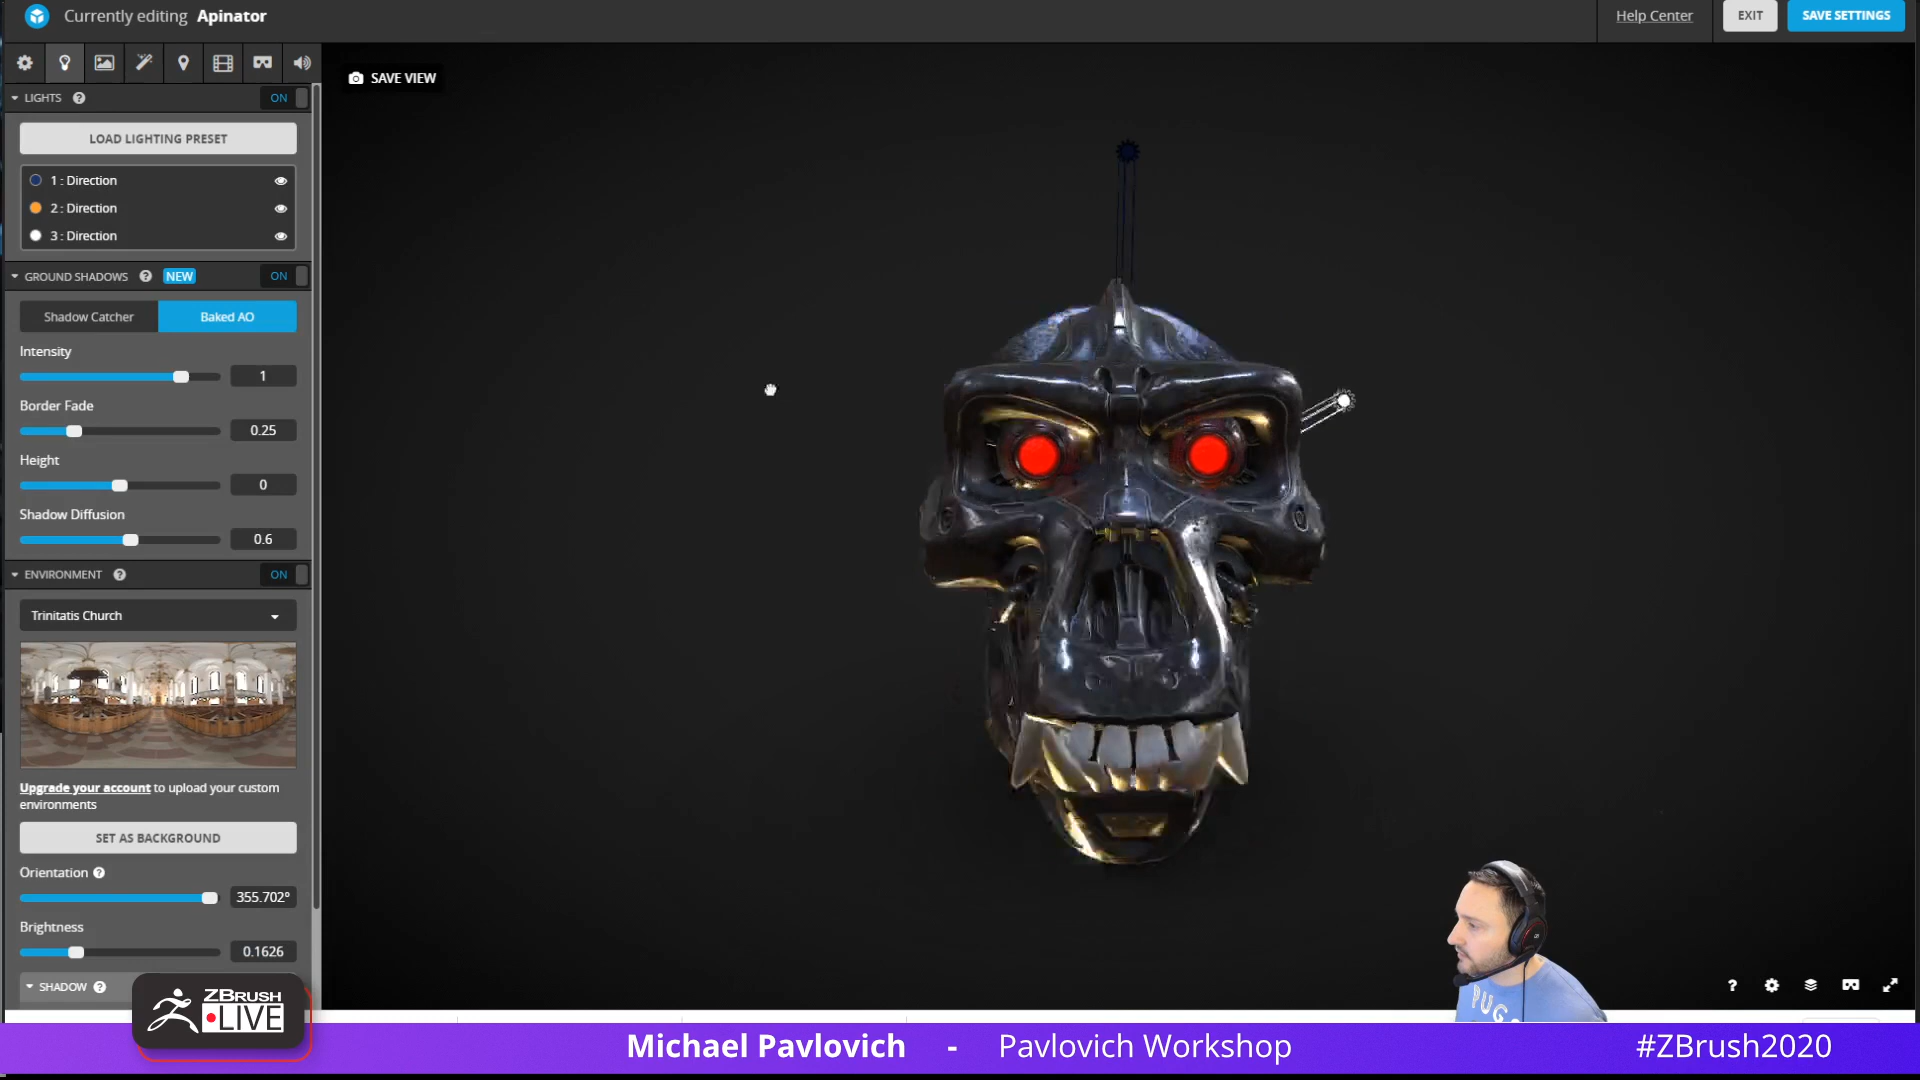 Currently editing Apinator
Help Center
EXIT
SAVE SETTINGS
SAVE VIEW
LIGHTS ? ON
LOAD LIGHTING PRESET
1 : Direction
2 : Direction
3 : Direction
GROUND SHADOWS ? NEW ON
Shadow Catcher
Baked AO
Intensity
1
Border Fade
0.25
Height
0
Shadow Diffusion
0.6
ENVIRONMENT ? ON
Trinitatis Church
Upgrade your account to upload your custom
environments
SET AS BACKGROUND
Orientation ?
355.702°
Brightness
0.1626
SHADOW ?
ZBRUSH
LIVE
PUGS
?
Michael Pavlovich - Pavlovich Workshop
#ZBrush2020